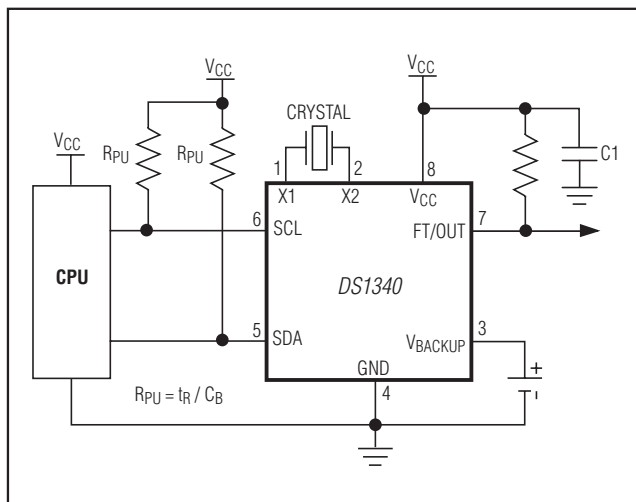 VCC
VCC
CRYSTAL
VCC
RPU
RPU
C1
1
2
8
X1
X2
VCC
6
SCL
7
FT/OUT
CPU
DS1340
5
SDA
3
VBACKUP
+
-
GND
4
RPU = tR / CB